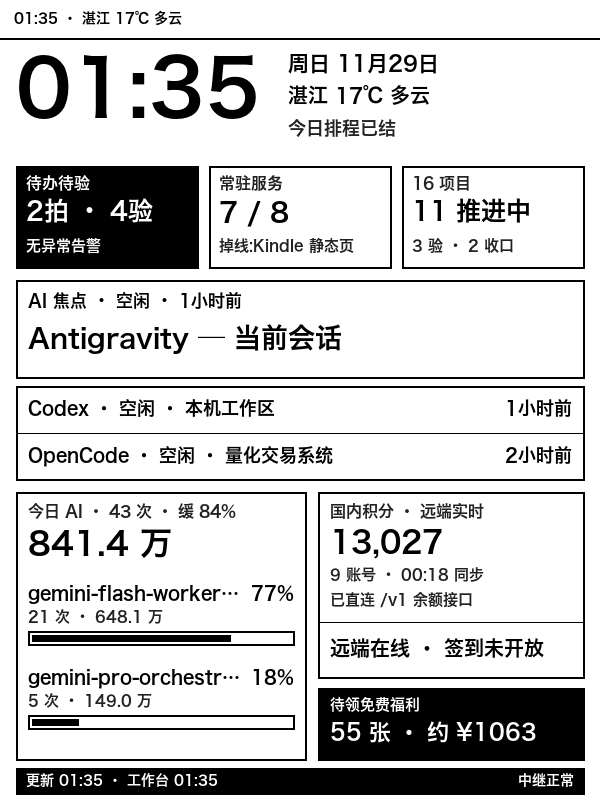 01:35 · 湛江 17℃ 多云
01:35
周日 11月29日
湛江 17℃ 多云
今日排程已结
待办待验
2拍 · 4验
无异常告警
常驻服务
7 / 8
掉线:Kindle 静态页
16 项目
11 推进中
3 验 · 2 收口
AI 焦点 · 空闲 · 1小时前
Antigravity — 当前会话
Codex · 空闲 · 本机工作区 1小时前
OpenCode · 空闲 · 量化交易系统 2小时前
今日 AI · 43 次 · 缓 84%
841.4 万
gemini-flash-worker… 77%
21 次 · 648.1 万
gemini-pro-orchestr… 18%
5 次 · 149.0 万
国内积分 · 远端实时
13,027
9 账号 · 00:18 同步
已直连 /v1 余额接口
远端在线 · 签到未开放
待领免费福利
55 张 · 约 ¥1063
更新 01:35 · 工作台 01:35 中继正常